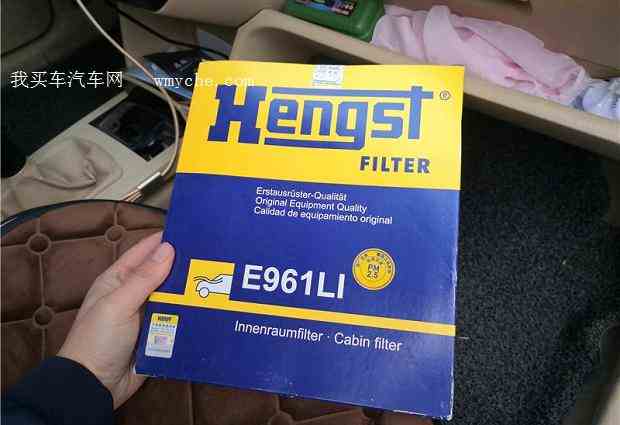 我买车汽车网 wmyche.com
Hengst®
FILTER
Erstausrüster-Qualität
Original Equipment Quality
Calidad de equipamiento original
PM
2.5
E961LI
Innenraumfilter · Cabin filter